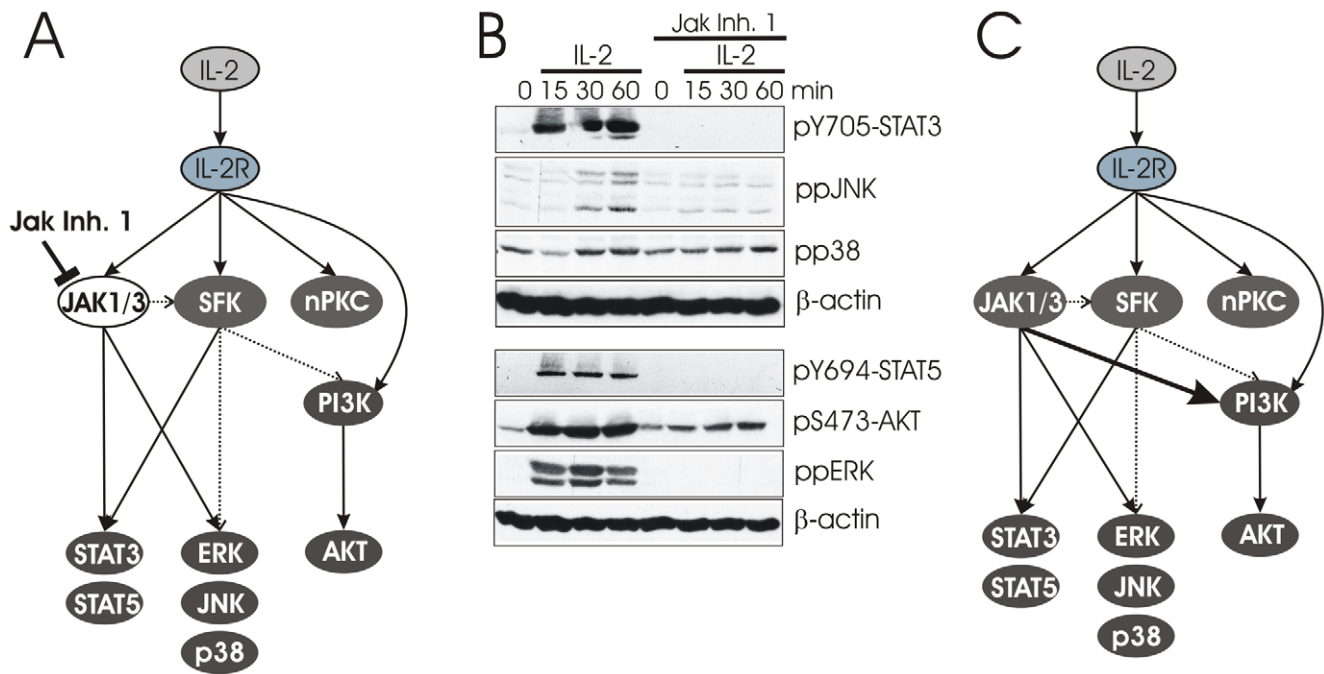 A
IL-2
IL-2R
Jak Inh. 1
JAK1/3
SFK
nPKC
PI3K
STAT3
ERK
AKT
STAT5
JNK
p38
B
Jak Inh. 1
IL-2 IL-2
0 15 30 60 0 15 30 60 min
pY705-STAT3
ppJNK
pp38
β-actin
pY694-STAT5
pS473-AKT
ppERK
β-actin
C
IL-2
IL-2R
JAK1/3
SFK
nPKC
PI3K
STAT3
ERK
AKT
STAT5
JNK
p38